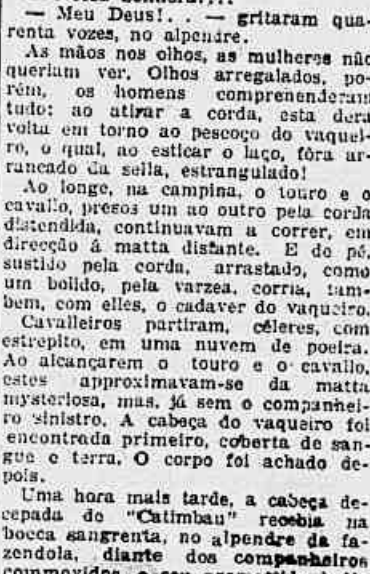 — Meu Deus!.. — gritaram qua-
renta vozes, no alpendre.
As mãos nos olhos, as mulheres não
queriam ver. Olhos arregalados, po-
rém, os homens comprehenderam
tudo: ao atirar a corda, esta dera
volta em torno ao pescoço do vaquei-
ro, o qual, ao esticar o laço, fôra ar-
rancado da sella, estrangulado!
Ao longe, na campina, o touro e o
cavallo, presos um ao outro pela corda
distendida, continuavam a correr, em
direcção á matta distante. E de pé,
sustido pela corda, arrastado, como
um bolido, pela varzea, corria, tam-
bem, com elles, o cadaver do vaqueiro.
Cavalleiros partiram, céleres, com
estrepito, em uma nuvem de poeira.
Ao alcançarem o touro e o cavallo,
estes approximavam-se da matta
mysteriosa, mas, já sem o companhei-
ro sinistro. A cabeça do vaqueiro foi
encontrada primeiro, coberta de san-
gue e terra. O corpo foi achado de-
pois.
Uma hora mais tarde, a cabeça de-
cepada de "Catimbau" recebia na
bocca sangrenta, no alpendre da fa-
zendola, diante dos companheiros